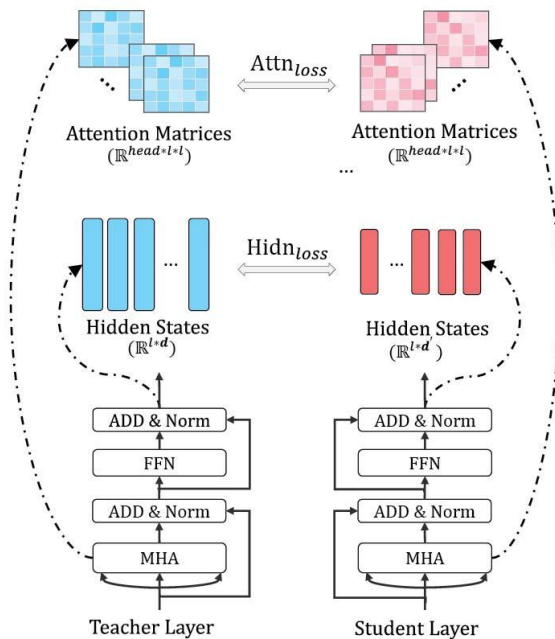 Attn_loss
Attention Matrices
(ℝ^{head*l*l})
Attention Matrices
(ℝ^{head*l*l})
...
Hidn_loss
...
...
Hidden States
(ℝ^{l*d})
Hidden States
(ℝ^{l*d'})
ADD & Norm
ADD & Norm
FFN
FFN
ADD & Norm
ADD & Norm
MHA
MHA
Teacher Layer
Student Layer